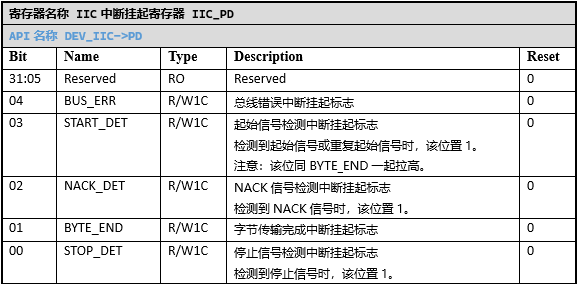 寄存器名称 IIC 中断挂起寄存器 IIC_PD
API 名称 DEV_IIC->PD
Bit Name Type Description Reset
31:05 Reserved RO Reserved 0
04 BUS_ERR R/W1C 总线错误中断挂起标志 0
03 START_DET R/W1C 起始信号检测中断挂起标志 0
检测到起始信号或重复起始信号时，该位置 1。
注意：该位同 BYTE_END 一起拉高。
02 NACK_DET R/W1C NACK 信号检测中断挂起标志 0
检测到 NACK 信号时，该位置 1。
01 BYTE_END R/W1C 字节传输完成中断挂起标志 0
00 STOP_DET R/W1C 停止信号检测中断挂起标志 0
检测到停止信号时，该位置 1。